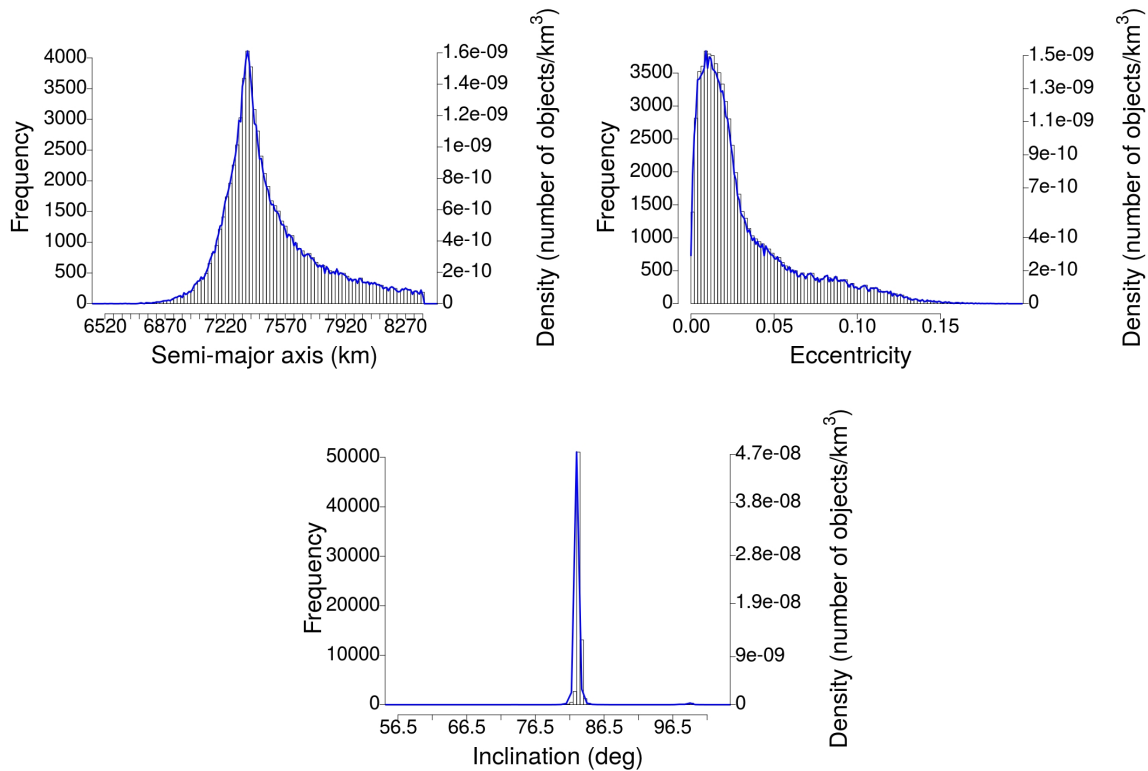 4000
3500
3000
2500
2000
1500
1000
500
0
Frequency
1.6e-09
1.4e-09
1.2e-09
1e-09
8e-10
6e-10
4e-10
2e-10
0
Density (number of objects/km³)
6520 6870 7220 7570 7920 8270
Semi-major axis (km)
3500
3000
2500
2000
1500
1000
500
0
Frequency
1.5e-09
1.3e-09
1.1e-09
9e-10
7e-10
4e-10
2e-10
0
Density (number of objects/km³)
0.00 0.05 0.10 0.15
Eccentricity
50000
40000
30000
20000
10000
0
Frequency
4.7e-08
3.8e-08
2.8e-08
1.9e-08
9e-09
0
Density (number of objects/km³)
56.5 66.5 76.5 86.5 96.5
Inclination (deg)